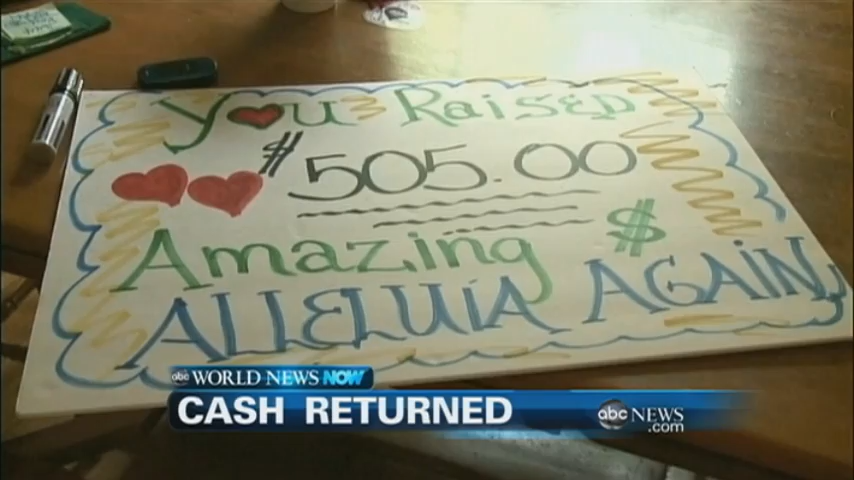 You Raised
$505.00
Amazing $
ALLELUIA AGAIN
abc WORLD NEWS NOW
CASH RETURNED
abc NEWS
.com